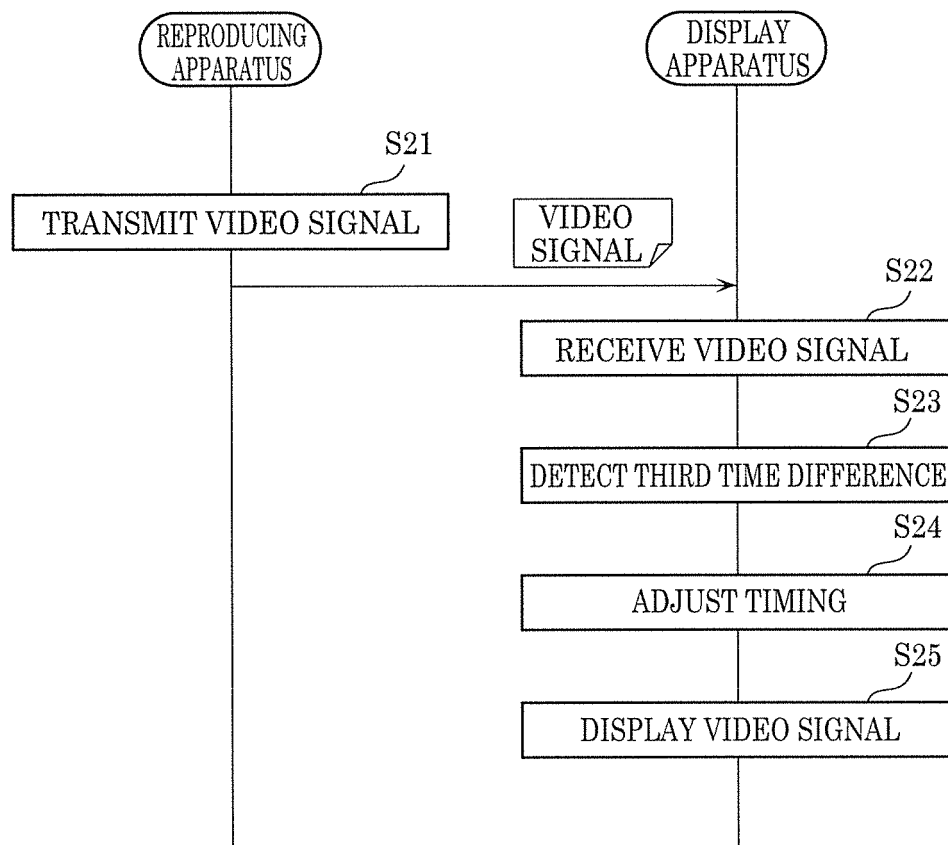 REPRODUCING
APPARATUS
DISPLAY
APPARATUS
S21
TRANSMIT VIDEO SIGNAL
VIDEO
SIGNAL
S22
RECEIVE VIDEO SIGNAL
S23
DETECT THIRD TIME DIFFERENCE
S24
ADJUST TIMING
S25
DISPLAY VIDEO SIGNAL